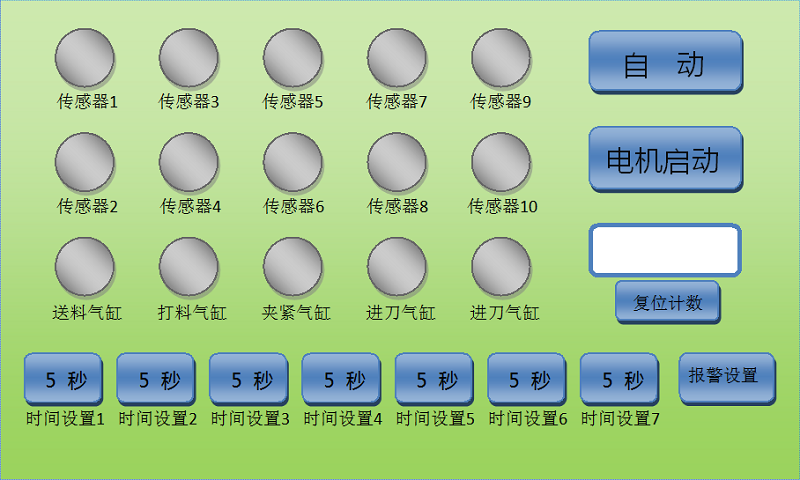 传感器1 传感器3 传感器5 传感器7 传感器9
自 动
传感器2 传感器4 传感器6 传感器8 传感器10
电机启动
送料气缸 打料气缸 夹紧气缸 进刀气缸 进刀气缸
复位计数
5 秒 5 秒 5 秒 5 秒 5 秒 5 秒 5 秒 报警设置
时间设置1 时间设置2 时间设置3 时间设置4 时间设置5 时间设置6 时间设置7